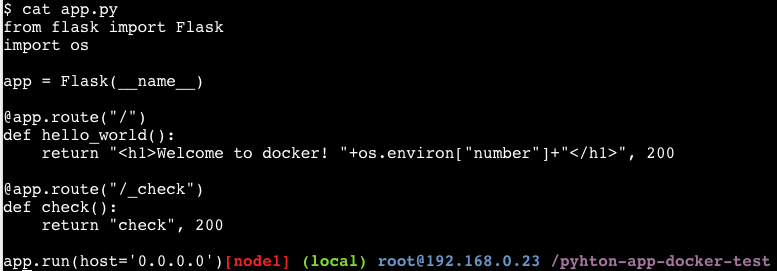 $ cat app.py
from flask import Flask
import os
app = Flask(__name__)
@app.route("/")
def hello_world():
    return "<h1>Welcome to docker! "+os.environ["number"]+"</h1>", 200
@app.route("/_check")
def check():
    return "check", 200
app.run(host='0.0.0.0')[node1] (local) root@192.168.0.23 /pyhton-app-docker-test